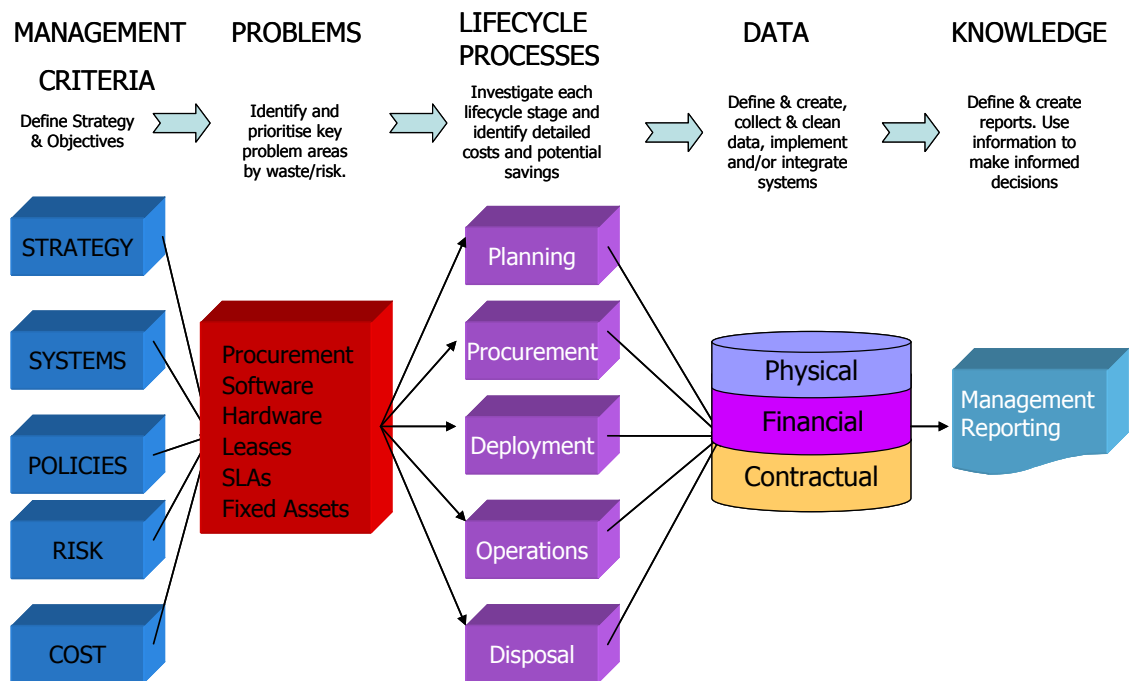 MANAGEMENT
CRITERIA
Define Strategy
& Objectives
PROBLEMS
Identify and
prioritise key
problem areas
by waste/risk.
LIFECYCLE
PROCESSES
Investigate each
lifecycle stage and
identify detailed
costs and potential
savings
DATA
Define & create,
collect & clean
data, implement
and/or integrate
systems
KNOWLEDGE
Define & create
reports. Use
information to
make informed
decisions
STRATEGY
SYSTEMS
POLICIES
RISK
COST
Procurement
Software
Hardware
Leases
SLAs
Fixed Assets
Planning
Procurement
Deployment
Operations
Disposal
Physical
Financial
Contractual
Management
Reporting